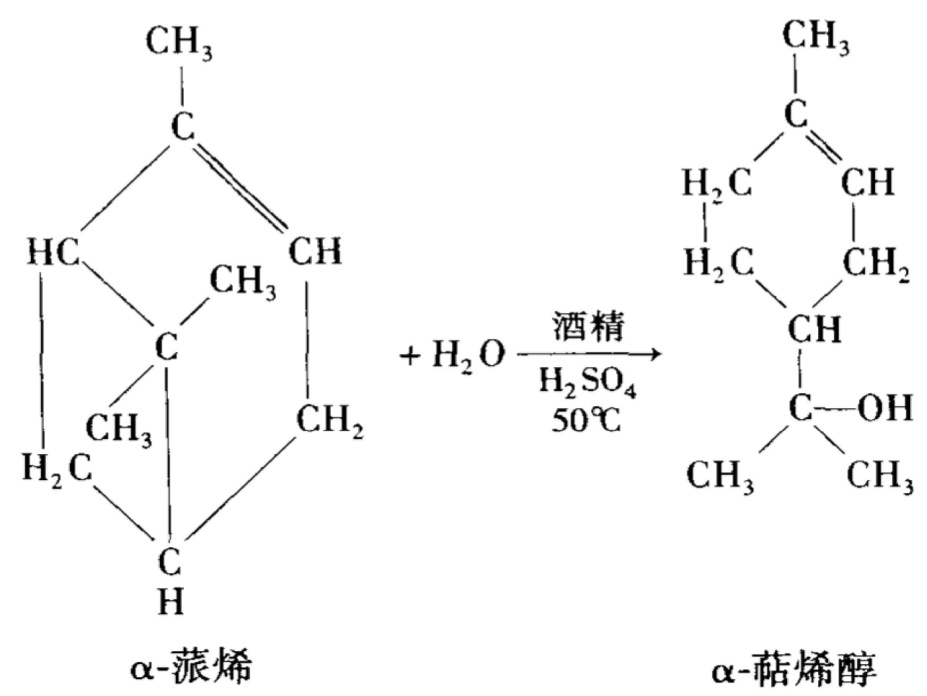 CH₃
C
HC
CH
CH₃
C
CH₃
CH₂
H₂C
C
H
α-蒎烯
+ H₂O
酒精
H₂SO₄
50℃
CH₃
C
H₂C
CH
H₂C
CH₂
CH
C—OH
CH₃
CH₃
α-萜烯醇